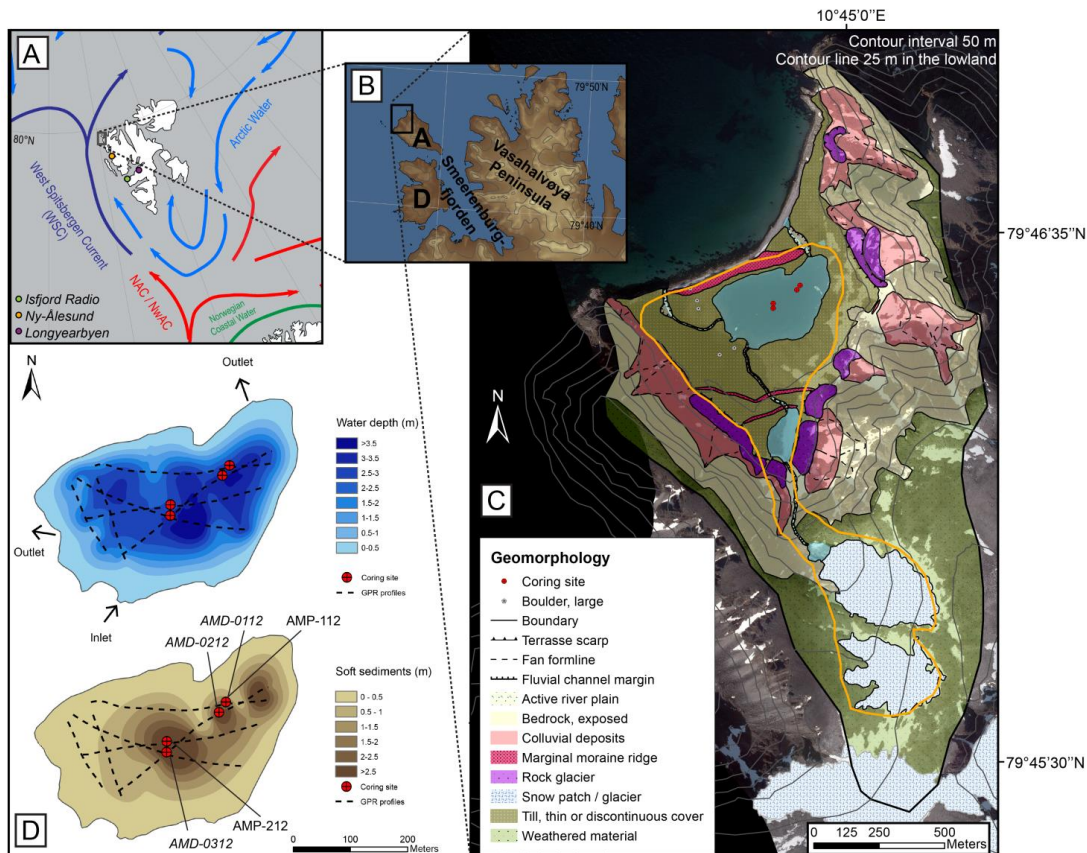 A
80°N
Arctic Water
West Spitsbergen Current
(WSC)
NAC / NwAC
Norwegian
Coastal Water
Isfjord Radio
Ny-Ålesund
Longyearbyen
B
79°50'N
79°40'N
A
D
Smeerenburg-
fjorden
Vasahalvøya
Peninsula
10°45'0"E
Contour interval 50 m
Contour line 25 m in the lowland
79°46'35"N
79°45'30"N
N
C
Geomorphology
Coring site
Boulder, large
Boundary
Terrasse scarp
Fan formline
Fluvial channel margin
Active river plain
Bedrock, exposed
Colluvial deposits
Marginal moraine ridge
Rock glacier
Snow patch / glacier
Till, thin or discontinuous cover
Weathered material
0 125 250 500
Meters
N
Outlet
Outlet
Inlet
Water depth (m)
>3.5
3-3.5
2.5-3
2-2.5
1.5-2
1-1.5
0.5-1
0-0.5
Coring site
GPR profiles
AMD-0112
AMP-112
AMD-0212
AMP-212
AMD-0312
Soft sediments (m)
0 - 0.5
0.5 - 1
1-1.5
1.5-2
2-2.5
>2.5
Coring site
GPR profiles
D
0 100 200
Meters